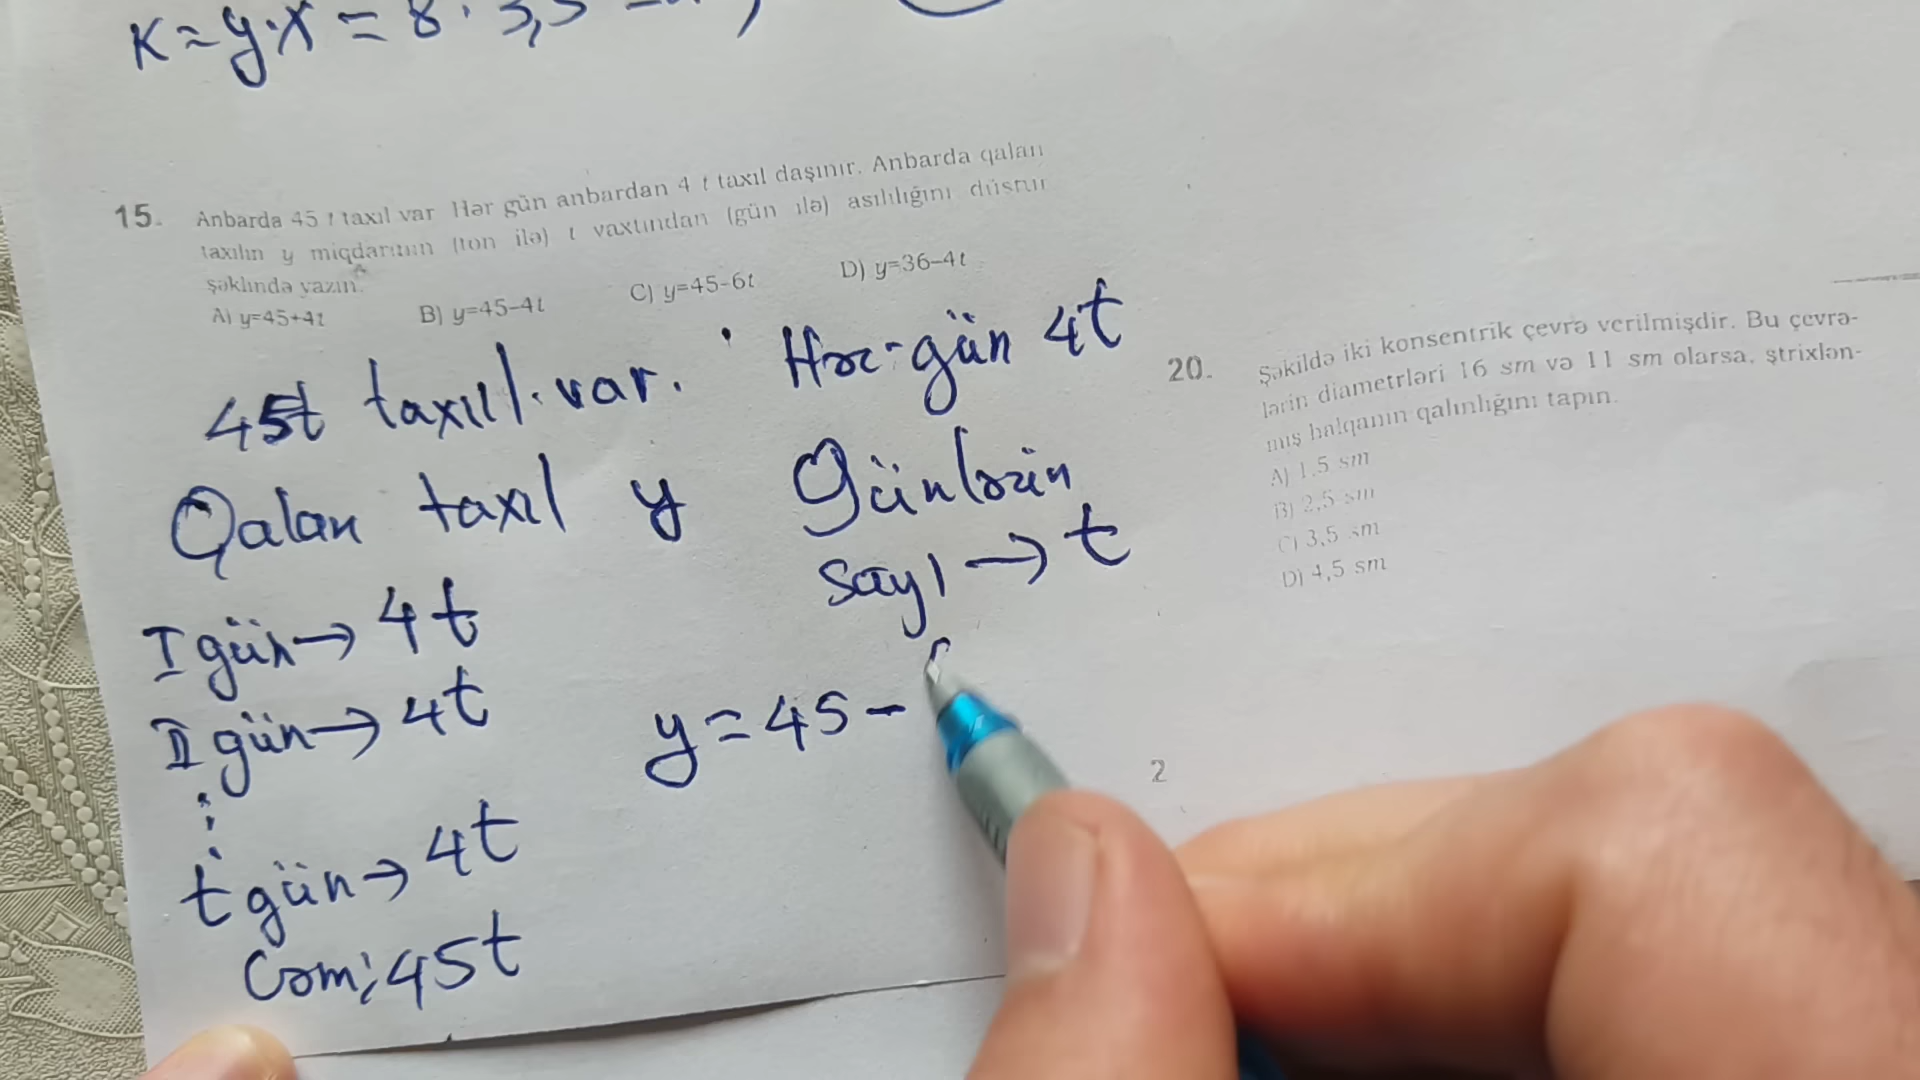 K=y·x = 8 · 3,5
15. Anbarda 45 t taxıl var Hər gün anbardan 4 t taxıl daşınır. Anbarda qalan
taxılın y miqdarının (ton ilə) t vaxtından (gün ilə) asılılığını düstur
şəklində yazın.
A) y=45+4t B) y=45-4t C) y=45-6t D) y=36-4t
45t taxıl var. Hər gün 4t
Qalan taxıl y Günlərin
sayı → t
I gün → 4t
II gün → 4t
y = 45 -
t gün → 4t
Cəmi; 45t
20. Şəkildə iki konsentrik çevrə verilmişdir. Bu çevrə-
lərin diametrləri 16 sm və 11 sm olarsa, ştrixlən-
miş halqanın qalınlığını tapın.
A) 1,5 sm
B) 2,5 sm
C) 3,5 sm
D) 4,5 sm
2